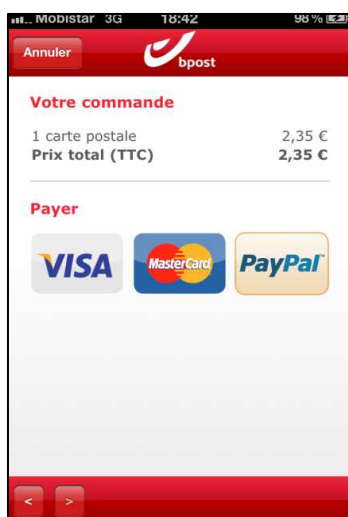 Mobistar 3G 18:42 98 %
Annuler
bpost
Votre commande
1 carte postale 2,35 €
Prix total (TTC) 2,35 €
Payer
VISA MasterCard PayPal
< >